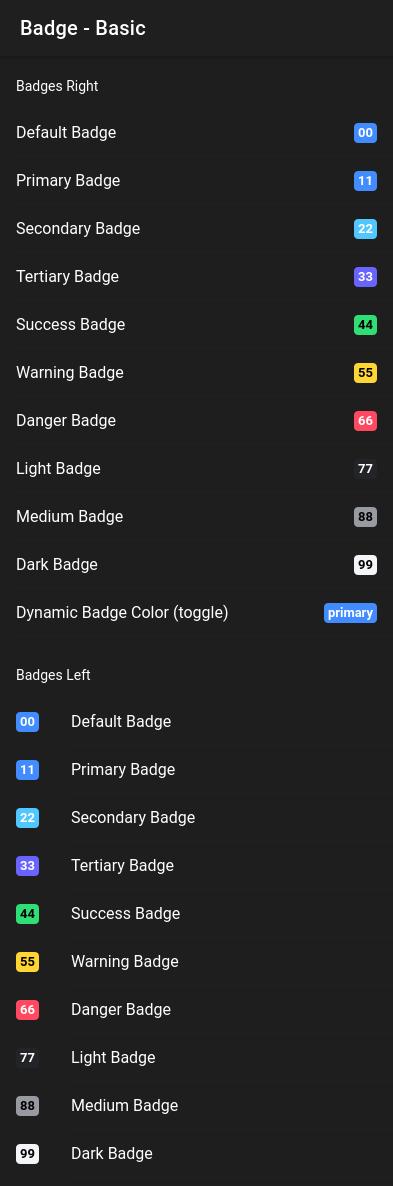 Badge - Basic
Badges Right
Default Badge 00
Primary Badge 11
Secondary Badge 22
Tertiary Badge 33
Success Badge 44
Warning Badge 55
Danger Badge 66
Light Badge 77
Medium Badge 88
Dark Badge 99
Dynamic Badge Color (toggle) primary
Badges Left
00 Default Badge
11 Primary Badge
22 Secondary Badge
33 Tertiary Badge
44 Success Badge
55 Warning Badge
66 Danger Badge
77 Light Badge
88 Medium Badge
99 Dark Badge